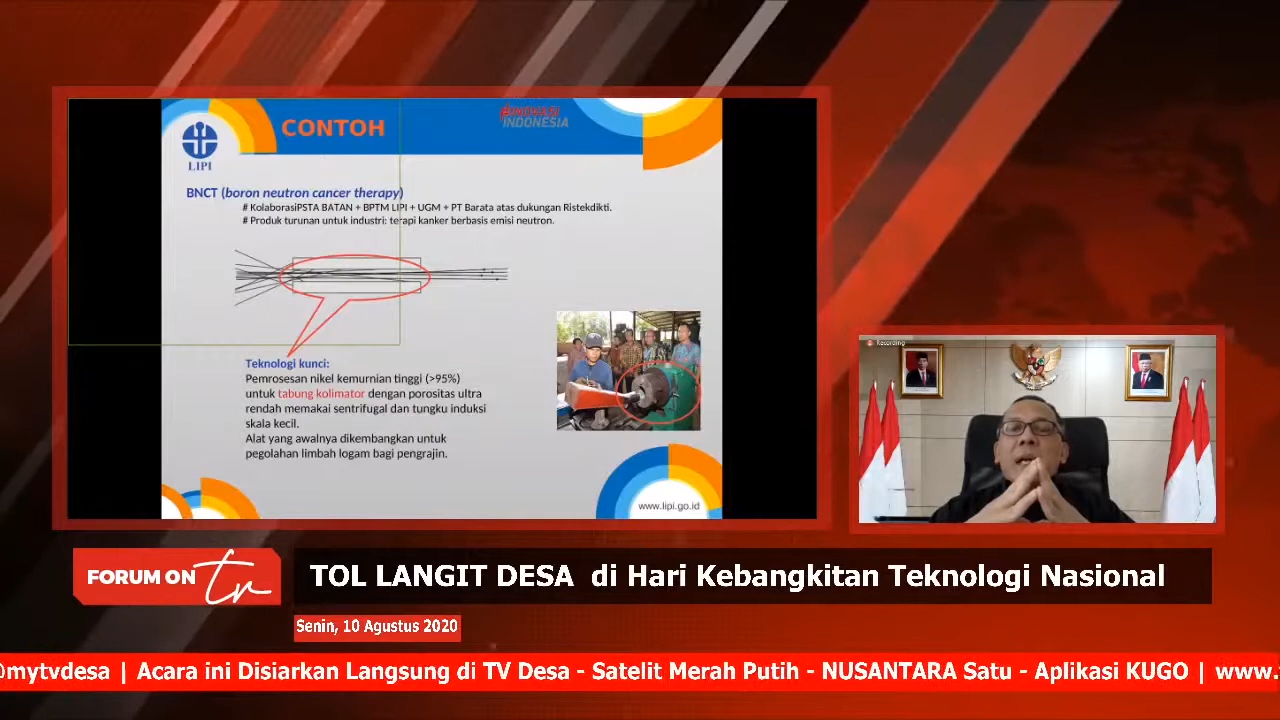 CONTOH
INDONESIA
LIPI
BNCT (boron neutron cancer therapy)
# KolaborasiPSTA BATAN + BPTM LIPI + UGM + PT Barata atas dukungan Ristekdikti.
# Produk turunan untuk industri: terapi kanker berbasis emisi neutron.
Teknologi kunci:
Pemrosesan nikel kemurnian tinggi (>95%)
untuk tabung kolimator dengan porositas ultra
rendah memakai sentrifugal dan tungku induksi
skala kecil.
Alat yang awalnya dikembangkan untuk
pegolahan limbah logam bagi pengrajin.
www.lipi.go.id
Recording
FORUM ON tr
TOL LANGIT DESA di Hari Kebangkitan Teknologi Nasional
Senin, 10 Agustus 2020
@mytvdesa | Acara ini Disiarkan Langsung di TV Desa - Satelit Merah Putih - NUSANTARA Satu - Aplikasi KUGO | www.